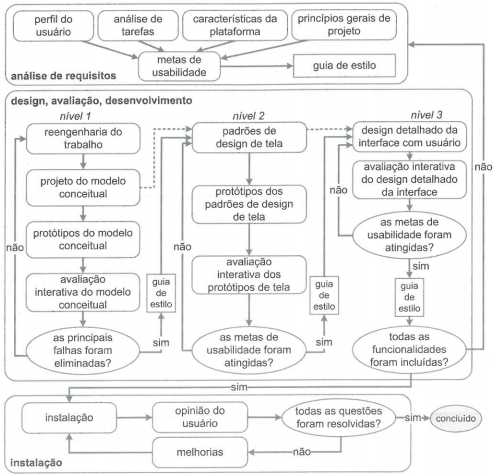 perfil do
usuário
análise de
tarefas
características da
plataforma
princípios gerais de
projeto
metas de
usabilidade
guia de estilo
análise de requisitos
design, avaliação, desenvolvimento
nível 1
reengenharia do
trabalho
projeto do modelo
conceitual
protótipos do modelo
conceitual
avaliação
interativa do modelo
conceitual
as principais
falhas foram
eliminadas?
não
sim
guia
de
estilo
nível 2
padrões de
design de tela
protótipos dos
padrões de design
de tela
avaliação
interativa dos
protótipos de tela
as metas de
usabilidade foram
atingidas?
não
sim
guia
de
estilo
nível 3
design detalhado da
interface com usuário
avaliação interativa
do design detalhado
da interface
as metas de
usabilidade foram
atingidas?
não
sim
guia
de
estilo
todas as
funcionalidades
foram incluídas?
não
sim
instalação
opinião do
usuário
todas as questões
foram resolvidas?
sim
concluído
não
melhorias
instalação